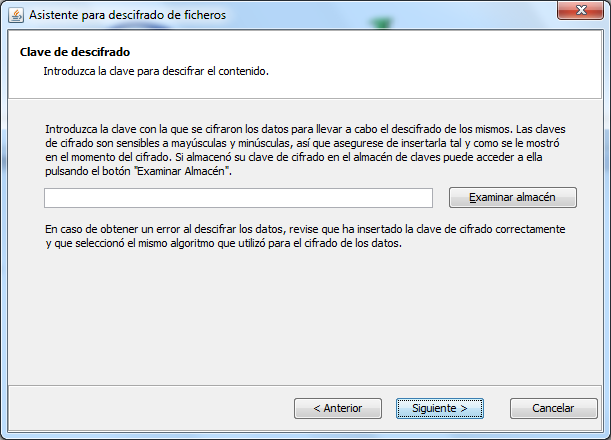 Asistente para descifrado de ficheros
Clave de descifrado
Introduzca la clave para descifrar el contenido.
Introduzca la clave con la que se cifraron los datos para llevar a cabo el descifrado de los mismos. Las claves
de cifrado son sensibles a mayúsculas y minúsculas, así que asegurese de insertarla tal y como se le mostró
en el momento del cifrado. Si almacenó su clave de cifrado en el almacén de claves puede acceder a ella
pulsando el botón "Examinar Almacén".
Examinar almacén
En caso de obtener un error al descifrar los datos, revise que ha insertado la clave de cifrado correctamente
y que seleccionó el mismo algoritmo que utilizó para el cifrado de los datos.
< Anterior
Siguiente >
Cancelar